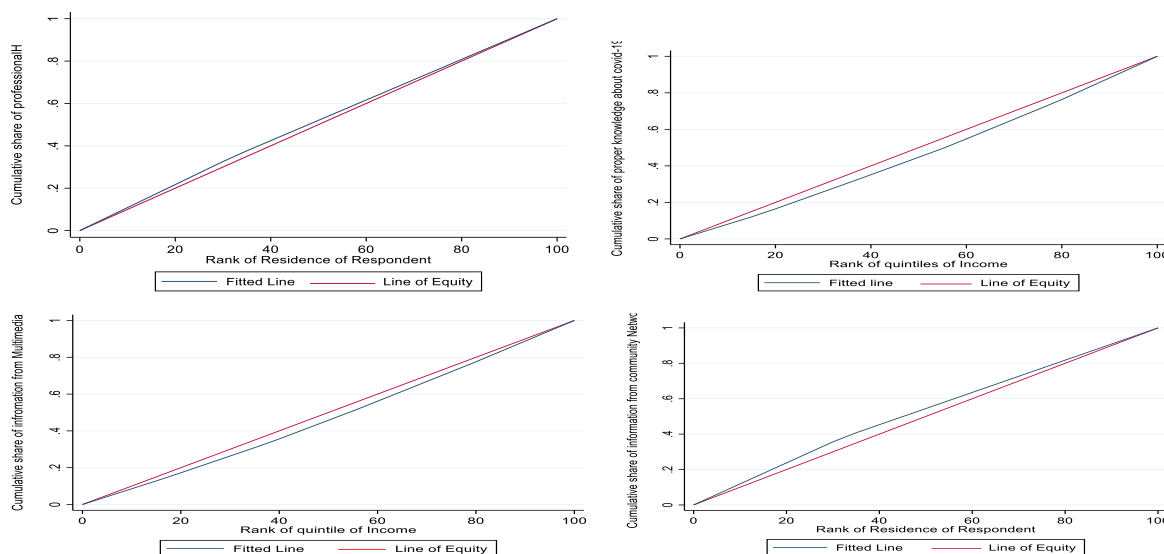 Cumulative share of professionalH
1
.8
.6
.4
.2
0
0 20 40 60 80 100
Rank of Residence of Respondent
Fitted Line Line of Equity
Cumulative share of proper knowledge about covid-19
1
.8
.6
.4
.2
0
0 20 40 60 80 100
Rank of quintiles of Income
Fitted line Line of Equity
Cumulative share of infromation from Multimedia
1
.8
.6
.4
.2
0
0 20 40 60 80 100
Rank of quintile of Income
Fitted Line Line of Equity
Cumulative share of information from community Netwo
1
.8
.6
.4
.2
0
0 20 40 60 80 100
Rank of Residence of Respondent
Fitted Line Line of Equity